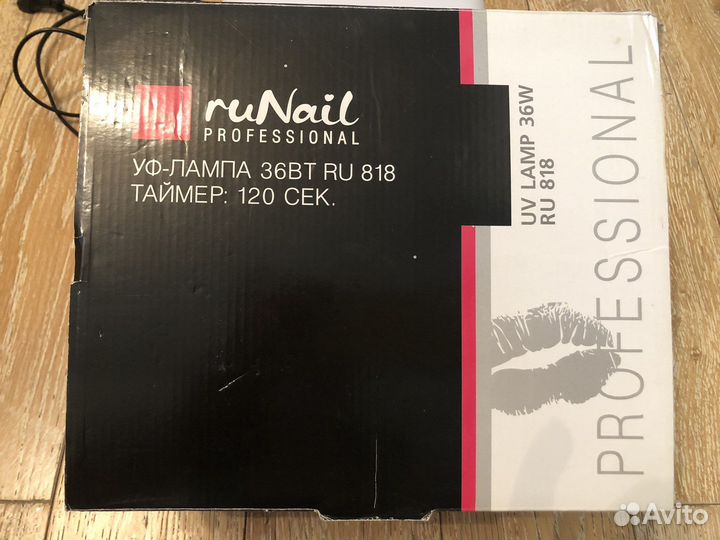 ruNail
PROFESSIONAL
УФ-ЛАМПА 36ВТ RU 818
ТАЙМЕР: 120 СЕК.
UV LAMP 36W
RU 818
PROFESSIONAL
Avito